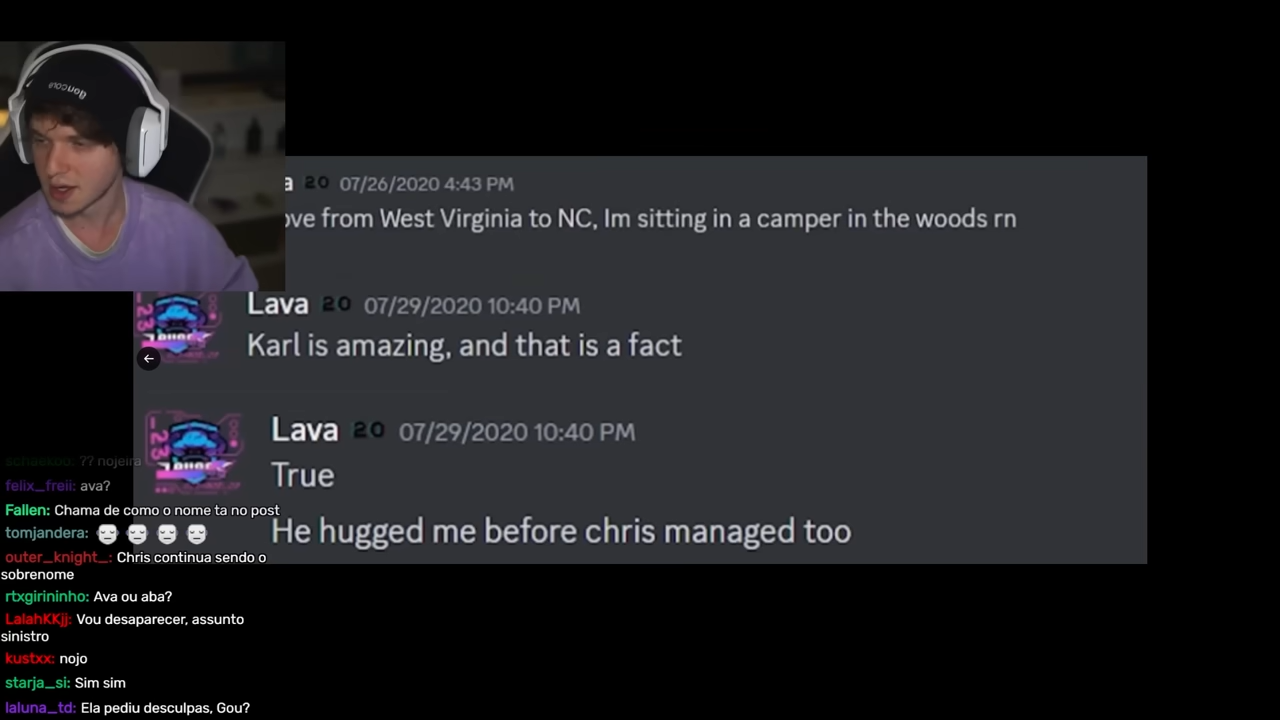 a 20 07/26/2020 4:43 PM
ove from West Virginia to NC, Im sitting in a camper in the woods rn
Lava 20 07/29/2020 10:40 PM
Karl is amazing, and that is a fact
Lava 20 07/29/2020 10:40 PM
True
He hugged me before chris managed too
?? nojeira
felix_freii: ava?
Fallen: Chama de como o nome ta no post
tomjandera:
outer_knight_: Chris continua sendo o
sobrenome
rtxgirininho: Ava ou aba?
LalahKKjj: Vou desaparecer, assunto
sinistro
kustxx: nojo
starja_si: Sim sim
laluna_td: Ela pediu desculpas, Gou?